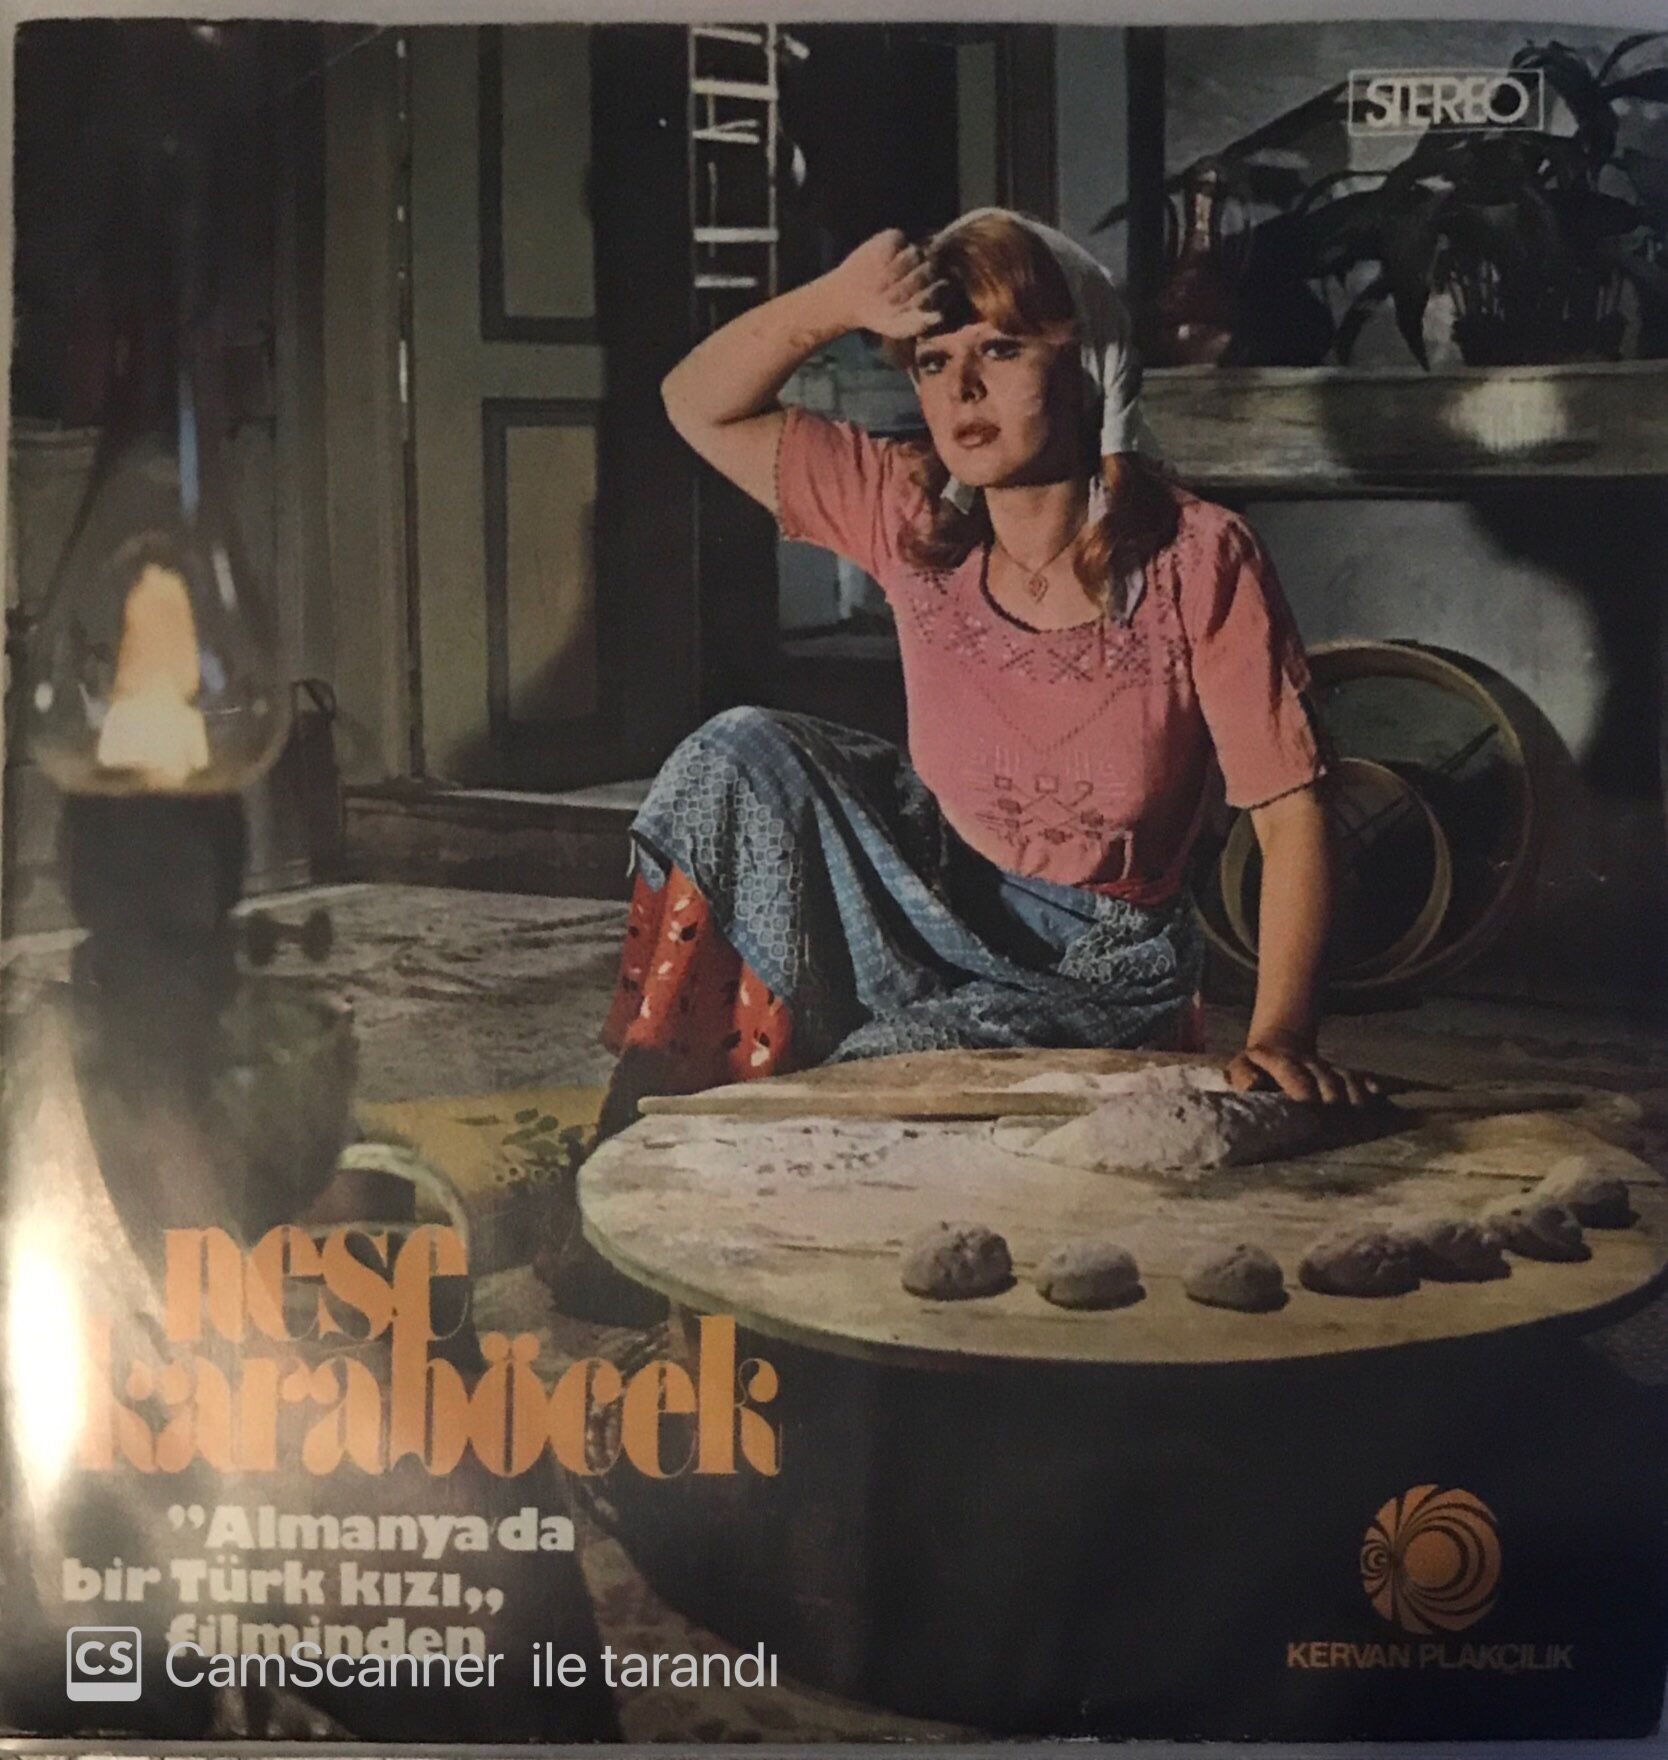 STEREO
neşe
karaböcek
"Almanya'da
bir Türk kızı„
filminden
KERVAN PLAKÇILIK
CS CamScanner ile tarandı